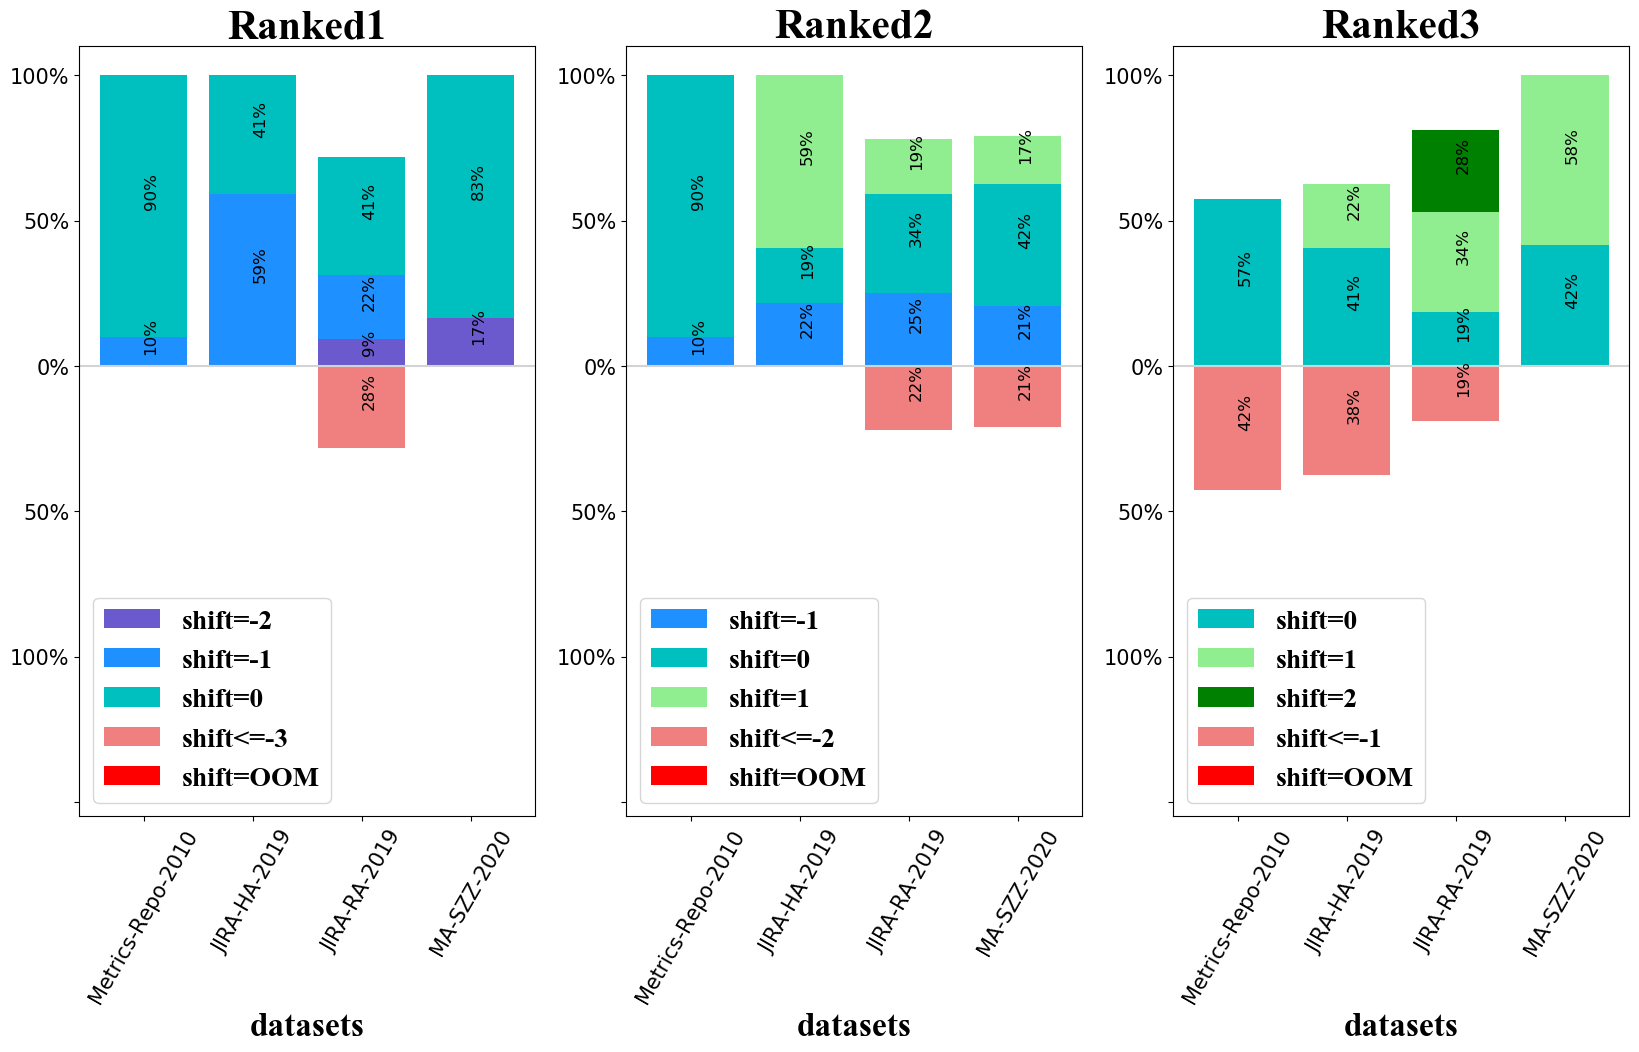 Ranked1
100%
50%
0%
50%
100%
90%
10%
41%
59%
41%
22%
9%
28%
83%
17%
shift=-2
shift=-1
shift=0
shift<=-3
shift=OOM
Metrics-Repo-2010
JIRA-HA-2019
JIRA-RA-2019
MA-SZZ-2020
datasets
Ranked2
100%
50%
0%
50%
100%
90%
10%
59%
19%
22%
19%
34%
25%
22%
17%
42%
21%
21%
shift=-1
shift=0
shift=1
shift<=-2
shift=OOM
Metrics-Repo-2010
JIRA-HA-2019
JIRA-RA-2019
MA-SZZ-2020
datasets
Ranked3
100%
50%
0%
50%
100%
57%
42%
22%
41%
38%
28%
34%
19%
19%
58%
42%
shift=0
shift=1
shift=2
shift<=-1
shift=OOM
Metrics-Repo-2010
JIRA-HA-2019
JIRA-RA-2019
MA-SZZ-2020
datasets